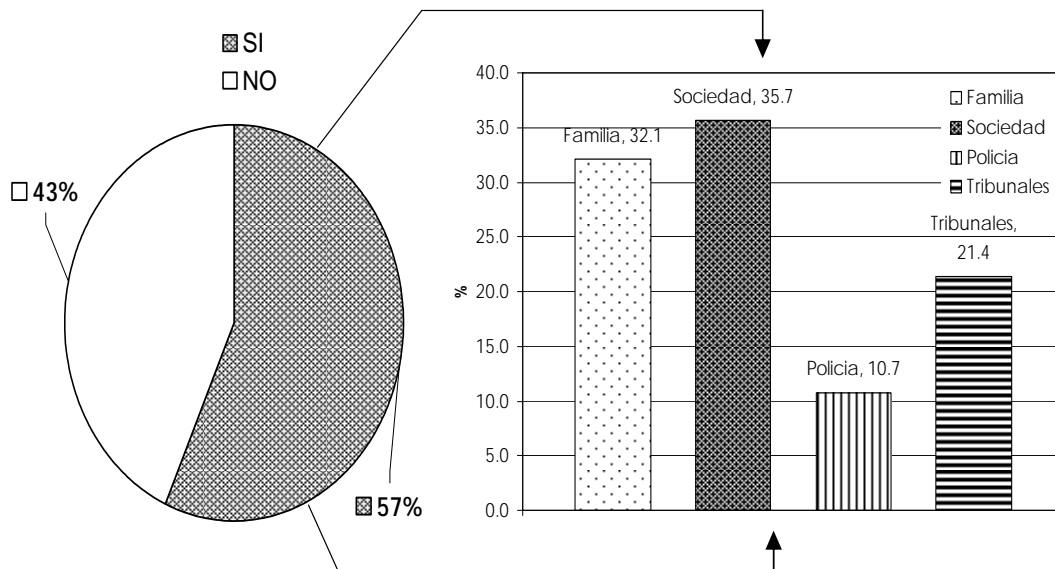 SI
NO
43%
57%
40.0
35.0
30.0
25.0
20.0
15.0
10.0
5.0
0.0
%
Familia, 32.1
Sociedad, 35.7
Policia, 10.7
Tribunales,
21.4
Familia
Sociedad
Policia
Tribunales